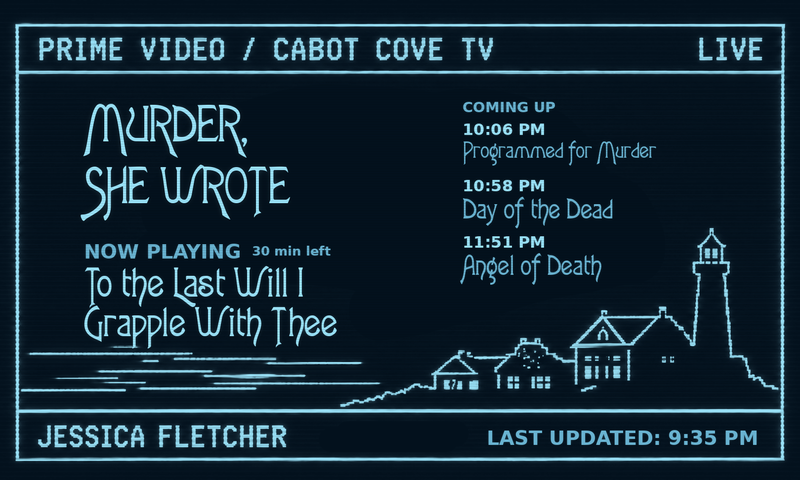 PRIME VIDEO / CABOT COVE TV
LIVE
MURDER,
SHE WROTE
NOW PLAYING 30 min left
To the Last Will I
Grapple With Thee
COMING UP
10:06 PM
Programmed for Murder
10:58 PM
Day of the Dead
11:51 PM
Angel of Death
JESSICA FLETCHER
LAST UPDATED: 9:35 PM